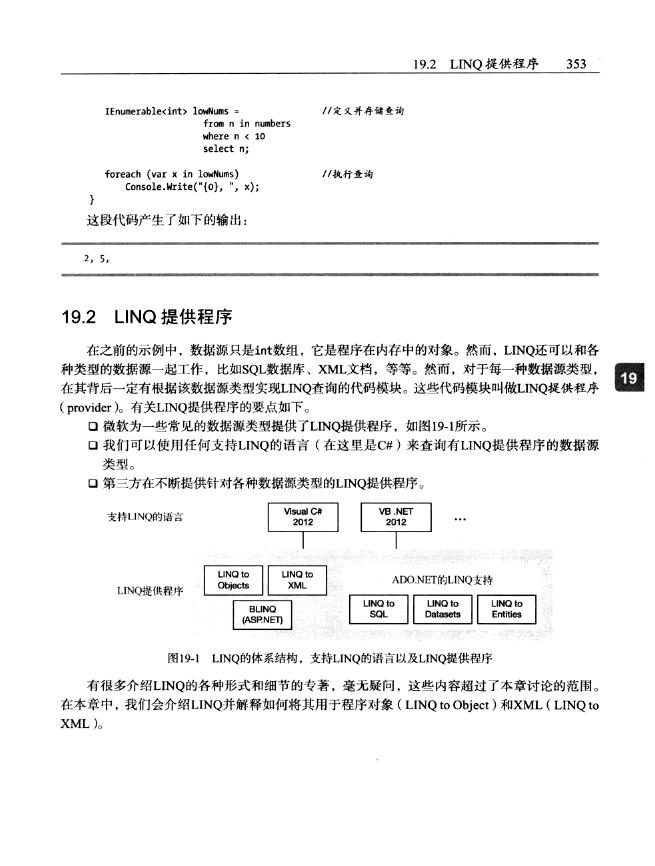 19.2 LINQ提供程序 353
IEnumerable<int> lowNums = //定义并存储查询
from n in numbers
where n < 10
select n;
foreach (var x in lowNums) //执行查询
Console.Write("{0}, ", x);
}
这段代码产生了如下的输出：
2, 5,
19.2 LINQ 提供程序
在之前的示例中，数据源只是int数组，它是程序在内存中的对象。然而，LINQ还可以和各
种类型的数据源一起工作，比如SQL数据库、XML文档，等等。然而，对于每一种数据源类型，
在其背后一定有根据该数据源类型实现LINQ查询的代码模块。这些代码模块叫做LINQ提供程序
（provider）。有关LINQ提供程序的要点如下。
19
❑ 微软为一些常见的数据源类型提供了LINQ提供程序，如图19-1所示。
❑ 我们可以使用任何支持LINQ的语言（在这里是C#）来查询有LINQ提供程序的数据源
类型。
❑ 第三方在不断提供针对各种数据源类型的LINQ提供程序。
支持LINQ的语言
Visual C#
2012
VB .NET
2012
...
LINQ提供程序
LINQ to
Objects
LINQ to
XML
BLINQ
(ASP.NET)
ADO.NET的LINQ支持
LINQ to
SQL
LINQ to
Datasets
LINQ to
Entities
图19-1 LINQ的体系结构，支持LINQ的语言以及LINQ提供程序
有很多介绍LINQ的各种形式和细节的专著，毫无疑问，这些内容超过了本章讨论的范围。
在本章中，我们会介绍LINQ并解释如何将其用于程序对象（LINQ to Object）和XML（LINQ to
XML）。